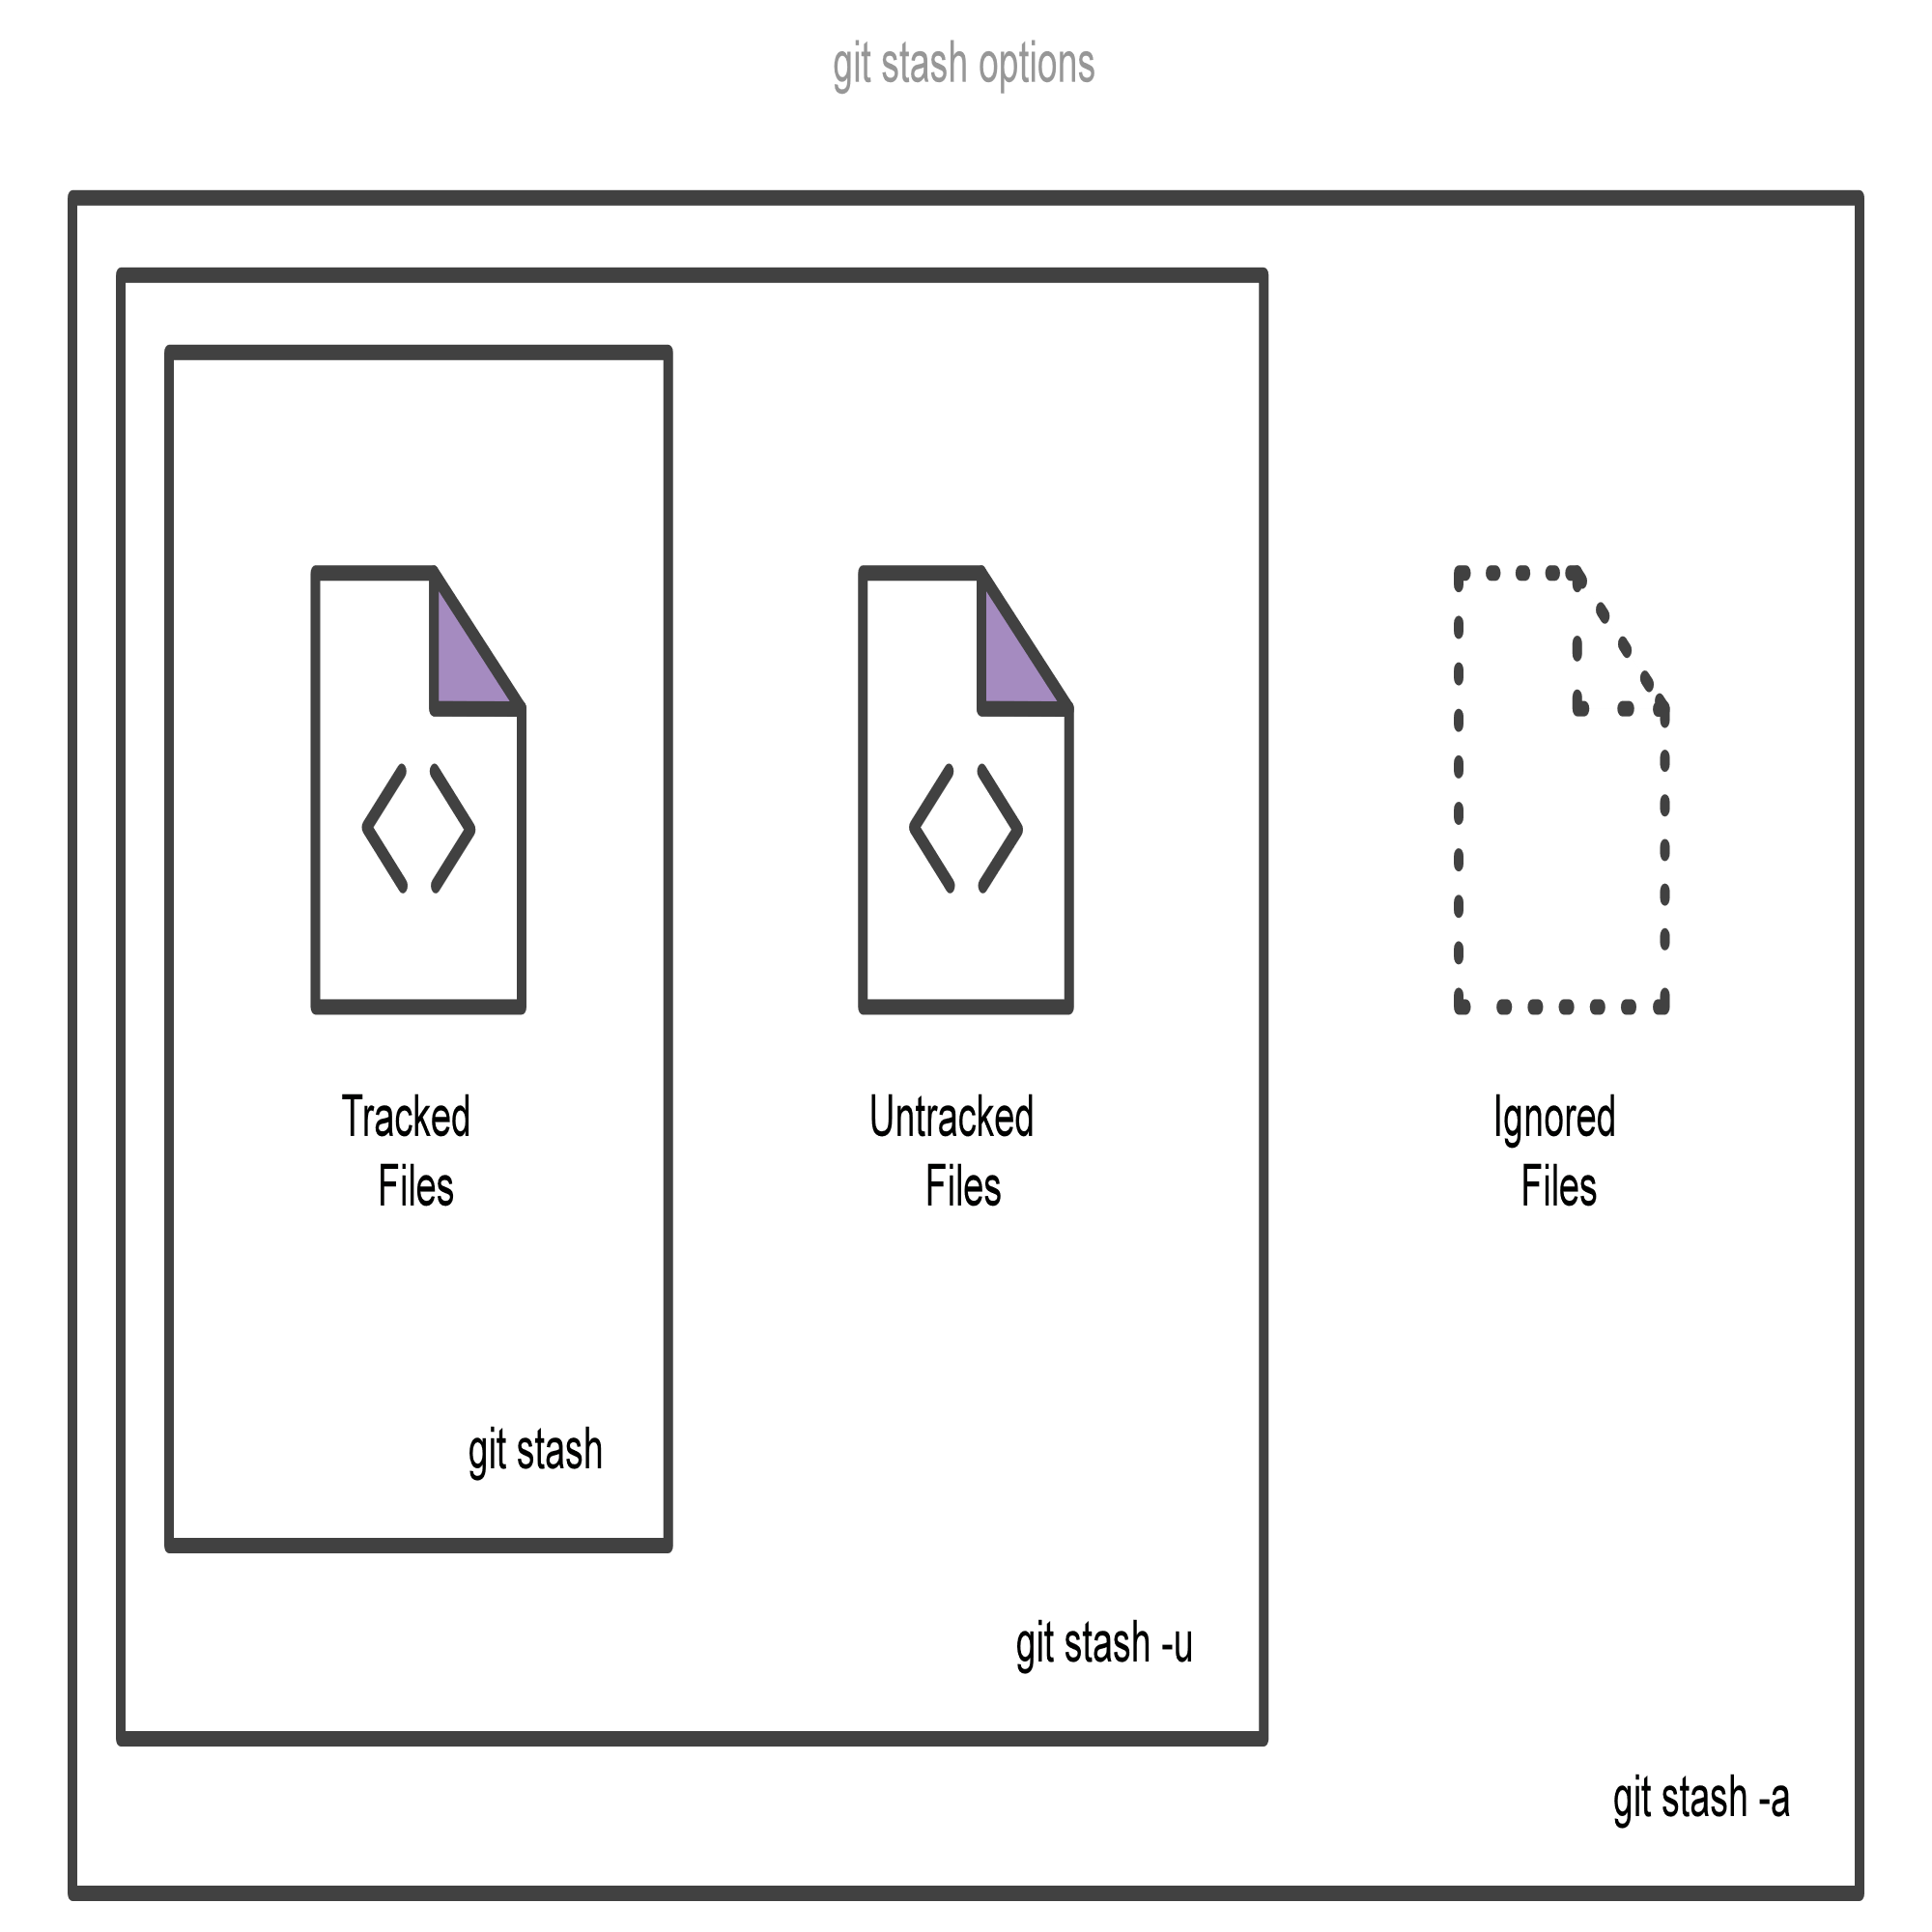 git stash options
Tracked
Files
Untracked
Files
Ignored
Files
git stash
git stash -u
git stash -a